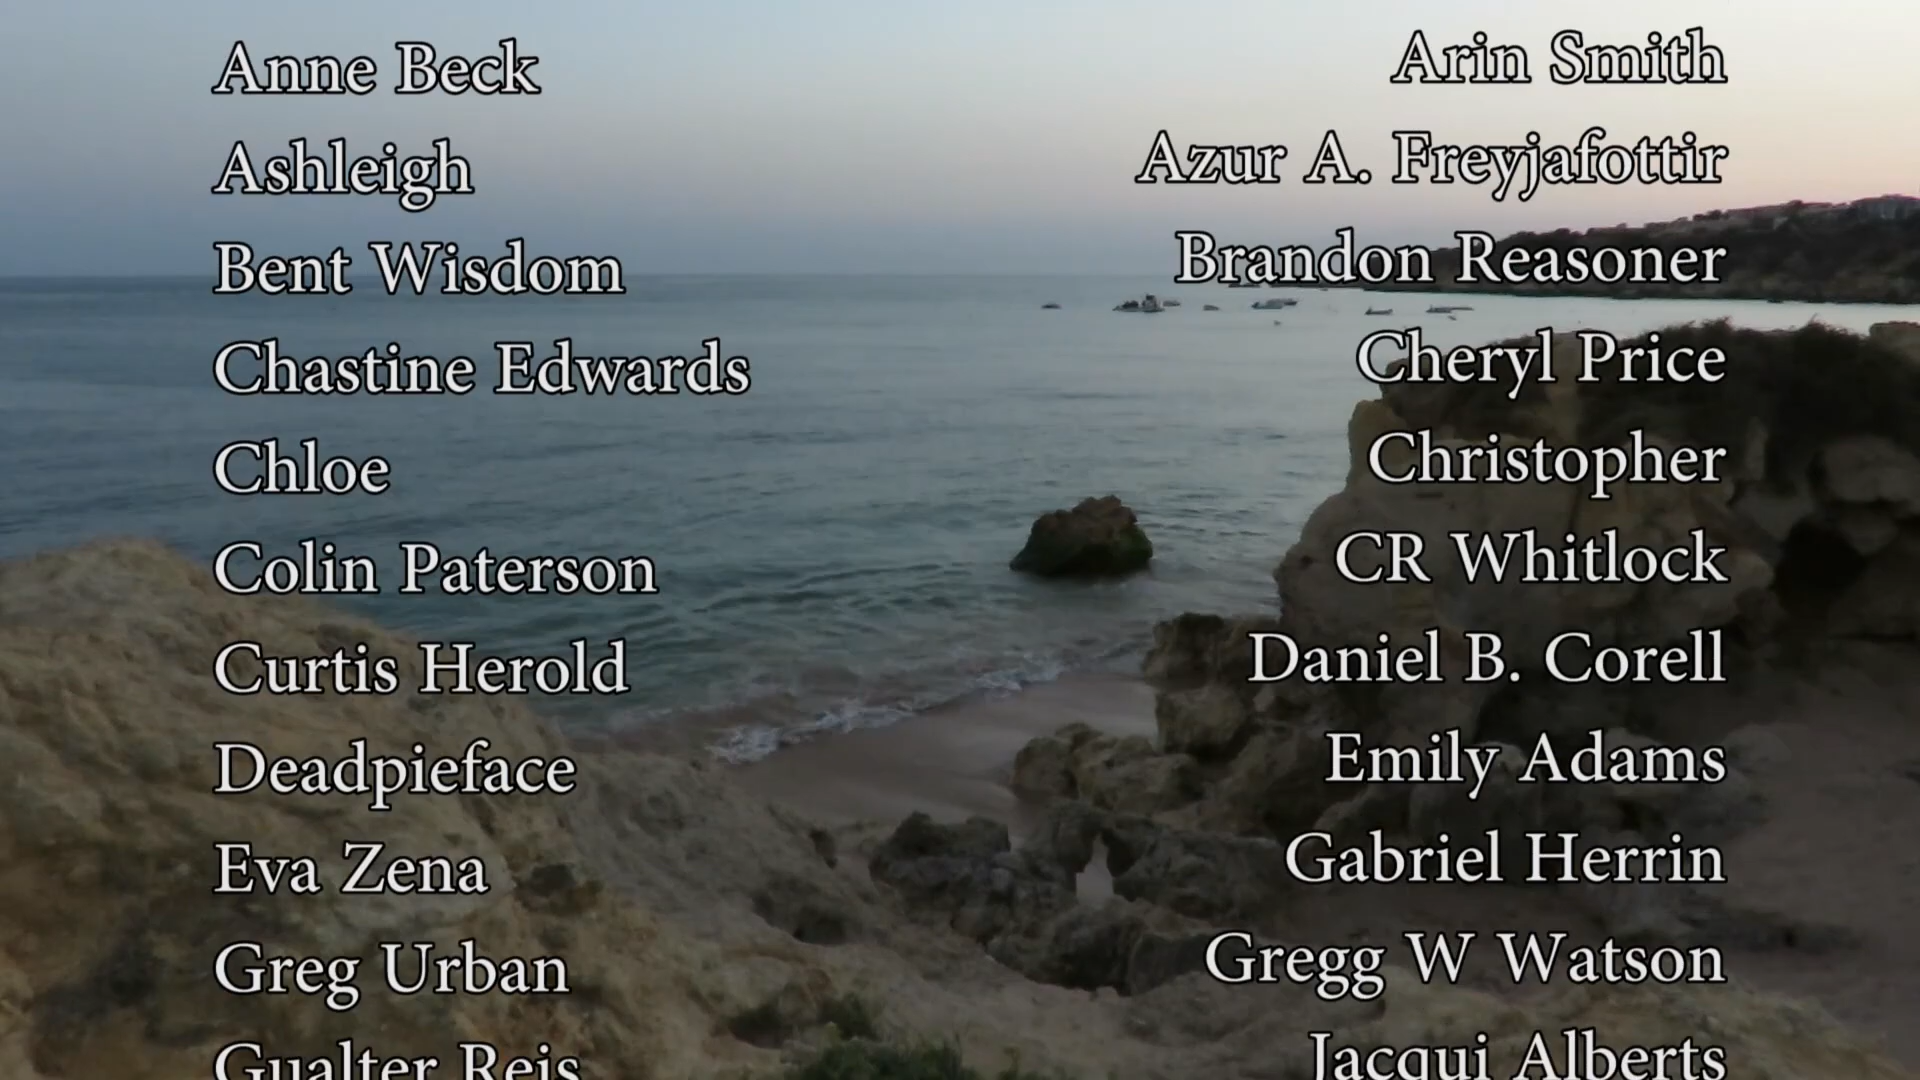 Anne Beck
Arin Smith
Ashleigh
Azur A. Freyjafottir
Bent Wisdom
Brandon Reasoner
Chastine Edwards
Cheryl Price
Chloe
Christopher
Colin Paterson
CR Whitlock
Curtis Herold
Daniel B. Corell
Deadpieface
Emily Adams
Eva Zena
Gabriel Herrin
Greg Urban
Gregg W Watson
Gualter Reis
Jacqui Alberts